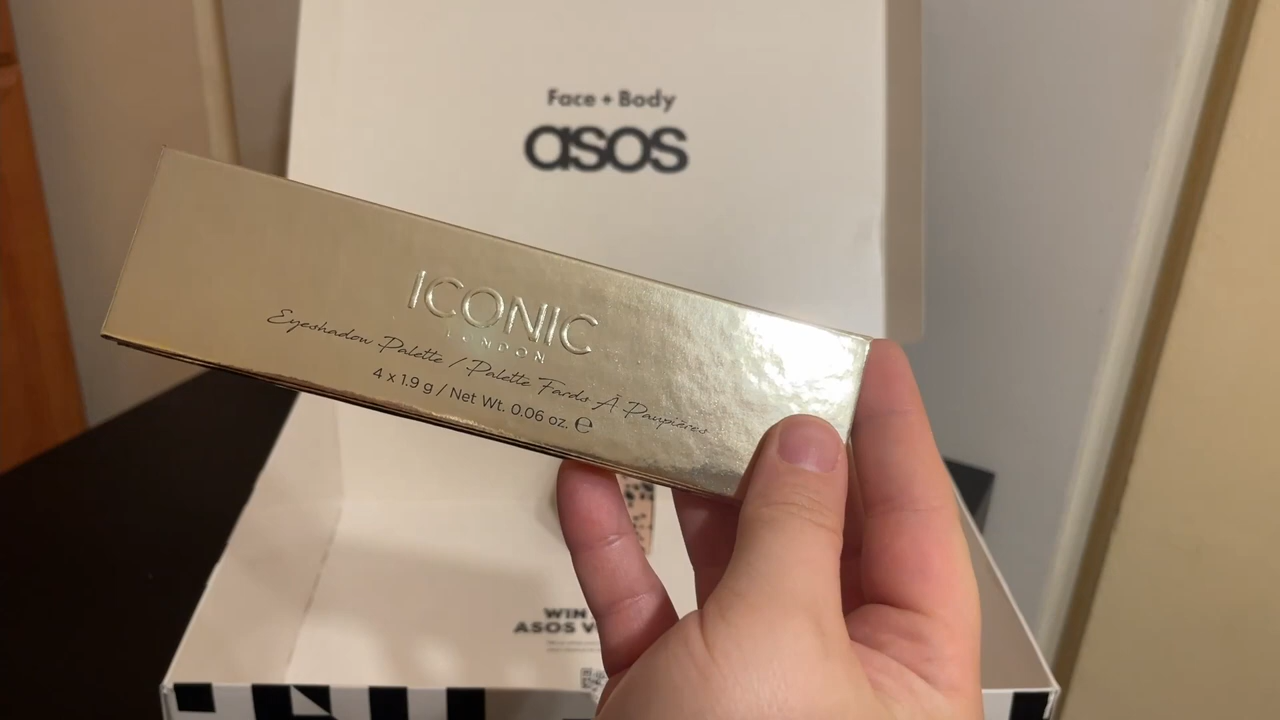 Face + Body
asos
ICONIC
LONDON
Eyeshadow Palette / Palette Fards À Paupières
4 x 1.9 g / Net Wt. 0.06 oz. ℮
WIN
ASOS